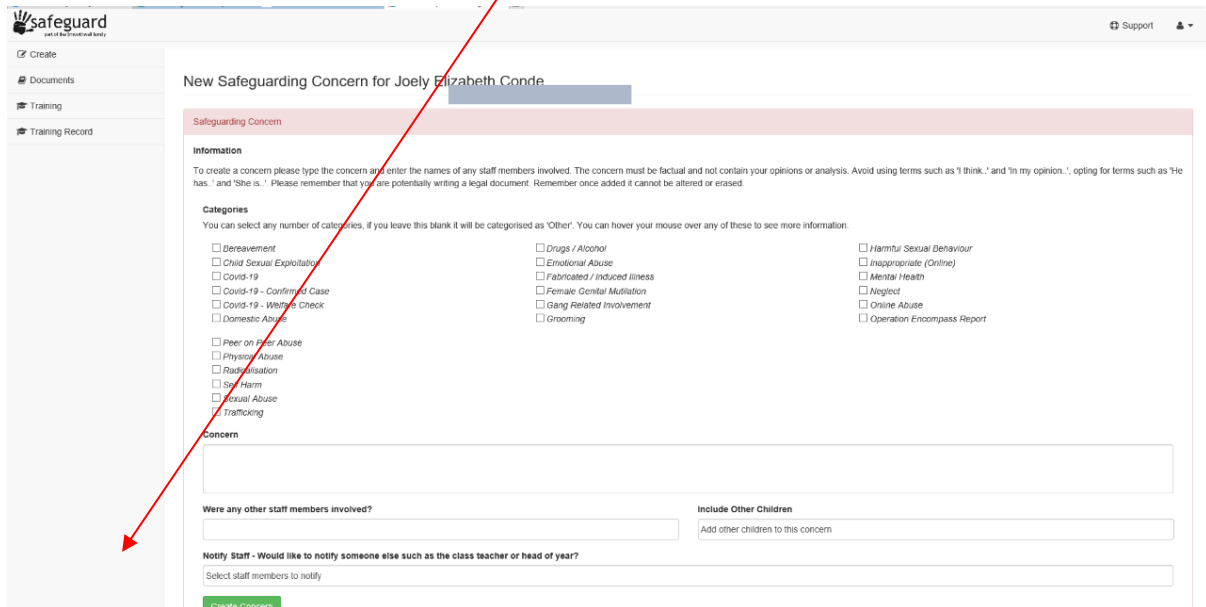 safeguard
Support
Create
Documents
Training
Training Record
New Safeguarding Concern for Joely Elizabeth Conde
Safeguarding Concern
Information
To create a concern please type the concern and enter the names of any staff members involved. The concern must be factual and not contain your opinions or analysis. Avoid using terms such as 'I think..' and 'In my opinion..', opting for terms such as 'He
has..' and 'She is..'. Please remember that you are potentially writing a legal document. Remember once added it cannot be altered or erased.
Categories
You can select any number of categories, if you leave this blank it will be categorised as 'Other'. You can hover your mouse over any of these to see more information.
Bereavement
Child Sexual Exploitation
Covid-19
Covid-19 - Confirmed Case
Covid-19 - Welfare Check
Domestic Abuse
Drugs / Alcohol
Emotional Abuse
Fabricated / Induced Illness
Female Genital Mutilation
Gang Related Involvement
Grooming
Harmful Sexual Behaviour
Inappropriate (Online)
Mental Health
Neglect
Online Abuse
Operation Encompass Report
Peer on Peer Abuse
Physical Abuse
Radicalisation
Self Harm
Sexual Abuse
Trafficking
Concern
Were any other staff members involved?
Include Other Children
Add other children to this concern
Notify Staff - Would like to notify someone else such as the class teacher or head of year?
Select staff members to notify
Create Concern